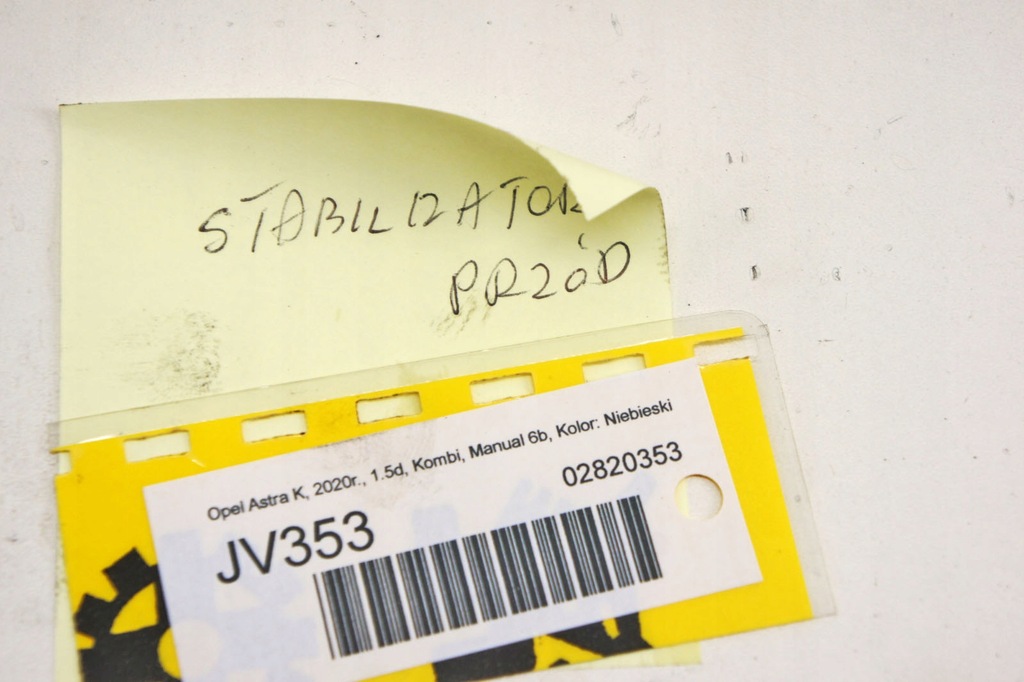 STABILIZATOR
PRZÓD
Opel Astra K, 2020r., 1.5d, Kombi, Manual 6b, Kolor: Niebieski
02820353
JV353